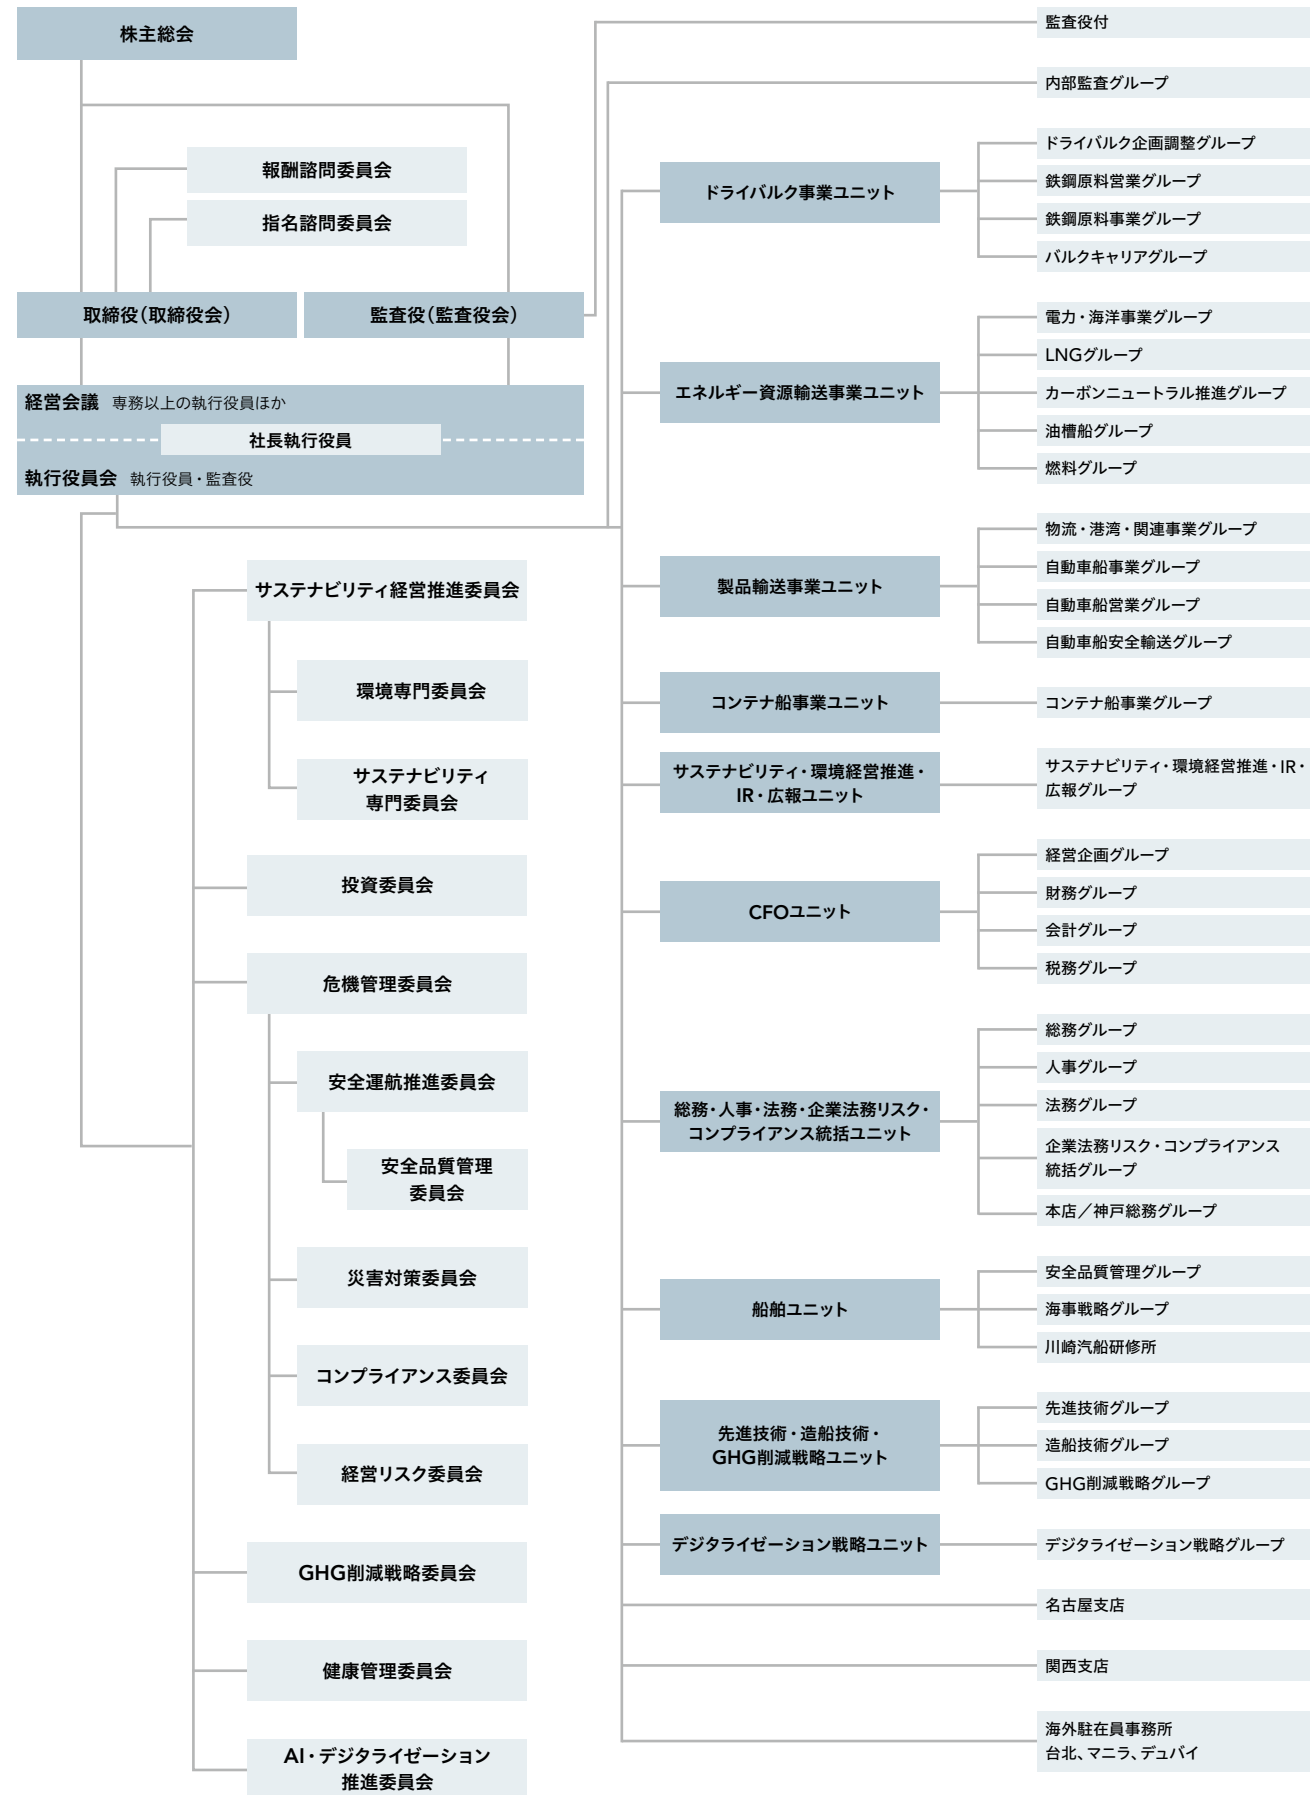 株主総会
報酬諮問委員会
指名諮問委員会
取締役（取締役会）
監査役（監査役会）
経営会議 専務以上の執行役員ほか
社長執行役員
執行役員会 執行役員・監査役
サステナビリティ経営推進委員会
環境専門委員会
サステナビリティ
専門委員会
投資委員会
危機管理委員会
安全運航推進委員会
安全品質管理
委員会
災害対策委員会
コンプライアンス委員会
経営リスク委員会
GHG削減戦略委員会
健康管理委員会
AI・デジタライゼーション
推進委員会
監査役付
内部監査グループ
ドライバルク事業ユニット
ドライバルク企画調整グループ
鉄鋼原料営業グループ
鉄鋼原料事業グループ
バルクキャリアグループ
エネルギー資源輸送事業ユニット
電力・海洋事業グループ
LNGグループ
カーボンニュートラル推進グループ
油槽船グループ
燃料グループ
製品輸送事業ユニット
物流・港湾・関連事業グループ
自動車船事業グループ
自動車船営業グループ
自動車船安全輸送グループ
コンテナ船事業ユニット
コンテナ船事業グループ
サステナビリティ・環境経営推進・
IR・広報ユニット
サステナビリティ・環境経営推進・IR・
広報グループ
CFOユニット
経営企画グループ
財務グループ
会計グループ
税務グループ
総務・人事・法務・企業法務リスク・
コンプライアンス統括ユニット
総務グループ
人事グループ
法務グループ
企業法務リスク・コンプライアンス
統括グループ
本店／神戸総務グループ
船舶ユニット
安全品質管理グループ
海事戦略グループ
川崎汽船研修所
先進技術・造船技術・
GHG削減戦略ユニット
先進技術グループ
造船技術グループ
GHG削減戦略グループ
デジタライゼーション戦略ユニット
デジタライゼーション戦略グループ
名古屋支店
関西支店
海外駐在員事務所
台北、マニラ、デュバイ